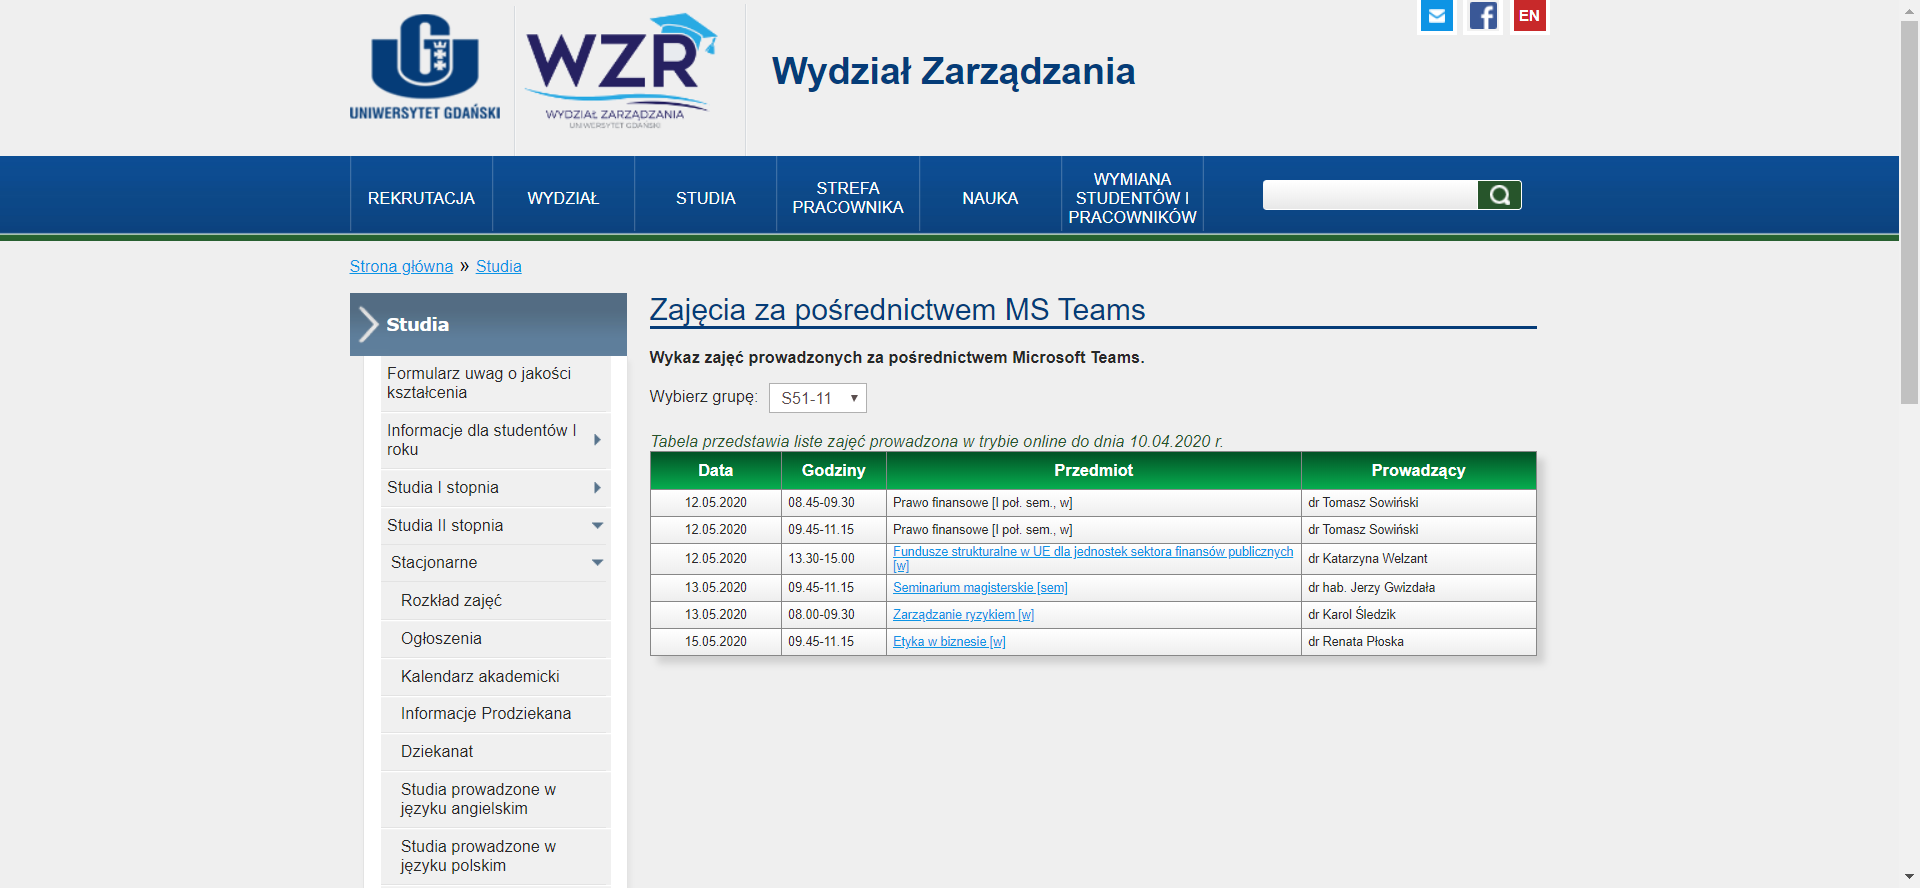 UNIWERSYTET GDAŃSKI
WZR
WYDZIAŁ ZARZĄDZANIA
UNIWERSYTET GDAŃSKI
Wydział Zarządzania
EN
REKRUTACJA
WYDZIAŁ
STUDIA
STREFA
PRACOWNIKA
NAUKA
WYMIANA
STUDENTÓW I
PRACOWNIKÓW
Strona główna » Studia
Studia
Formularz uwag o jakości
kształcenia
Informacje dla studentów I
roku
Studia I stopnia
Studia II stopnia
Stacjonarne
Rozkład zajęć
Ogłoszenia
Kalendarz akademicki
Informacje Prodziekana
Dziekanat
Studia prowadzone w
języku angielskim
Studia prowadzone w
języku polskim
Zajęcia za pośrednictwem MS Teams
Wykaz zajęć prowadzonych za pośrednictwem Microsoft Teams.
Wybierz grupę: S51-11
Tabela przedstawia liste zajęć prowadzona w trybie online do dnia 10.04.2020 r.
Data Godziny Przedmiot Prowadzący
12.05.2020 08.45-09.30 Prawo finansowe [I poł. sem., w] dr Tomasz Sowiński
12.05.2020 09.45-11.15 Prawo finansowe [I poł. sem., w] dr Tomasz Sowiński
12.05.2020 13.30-15.00 Fundusze strukturalne w UE dla jednostek sektora finansów publicznych
[w] dr Katarzyna Welzant
13.05.2020 09.45-11.15 Seminarium magisterskie [sem] dr hab. Jerzy Gwizdała
13.05.2020 08.00-09.30 Zarządzanie ryzykiem [w] dr Karol Śledzik
15.05.2020 09.45-11.15 Etyka w biznesie [w] dr Renata Płoska